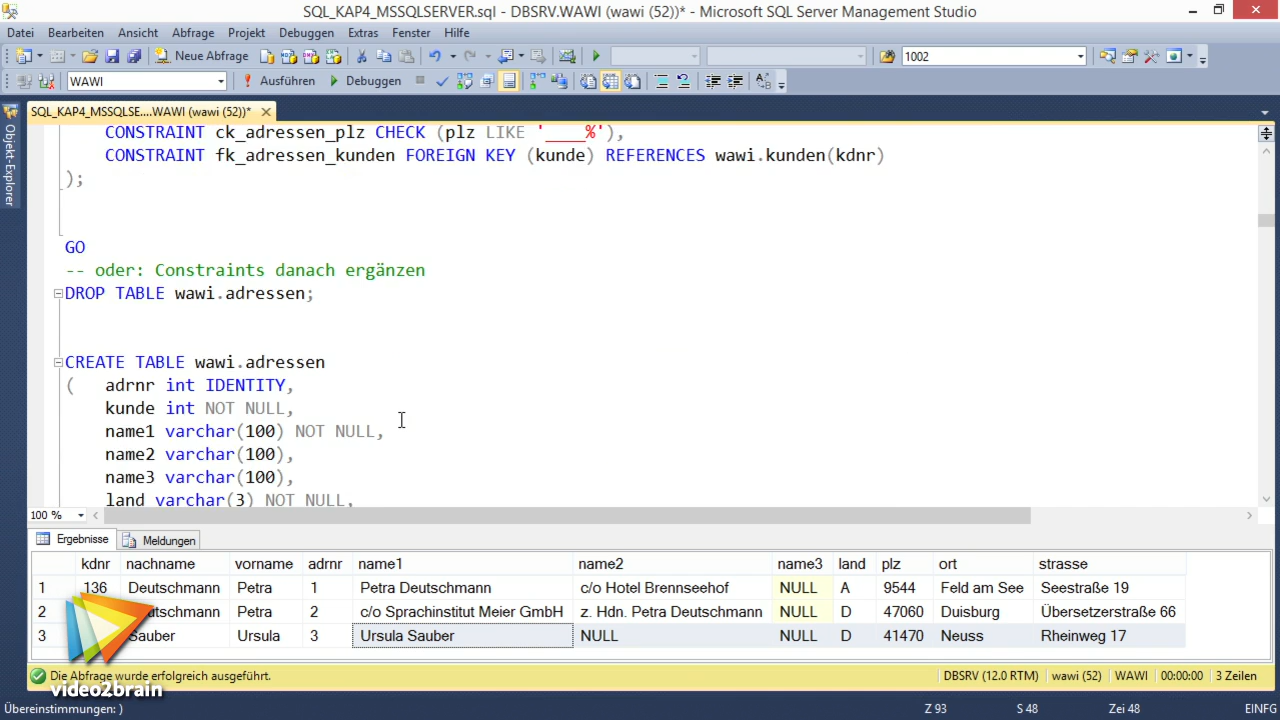 SQL_KAP4_MSSQLSERVER.sql - DBSRV.WAWI (wawi (52))* - Microsoft SQL Server Management Studio
Datei Bearbeiten Ansicht Abfrage Projekt Debuggen Extras Fenster Hilfe
Neue Abfrage 1002
WAWI Ausführen Debuggen
SQL_KAP4_MSSQLSE....WAWI (wawi (52))*
Objekt-Explorer
CONSTRAINT ck_adressen_plz CHECK (plz LIKE '____%'),
CONSTRAINT fk_adressen_kunden FOREIGN KEY (kunde) REFERENCES wawi.kunden(kdnr)
);
GO
-- oder: Constraints danach ergänzen
DROP TABLE wawi.adressen;
CREATE TABLE wawi.adressen
( adrnr int IDENTITY,
kunde int NOT NULL,
name1 varchar(100) NOT NULL,
name2 varchar(100),
name3 varchar(100),
land varchar(3) NOT NULL,
100 %
Ergebnisse Meldungen
kdnr nachname vorname adrnr name1 name2 name3 land plz ort strasse
1 136 Deutschmann Petra 1 Petra Deutschmann c/o Hotel Brennseehof NULL A 9544 Feld am See Seestraße 19
2 utschmann Petra 2 c/o Sprachinstitut Meier GmbH z. Hdn. Petra Deutschmann NULL D 47060 Duisburg Übersetzerstraße 66
3 Sauber Ursula 3 Ursula Sauber NULL NULL D 41470 Neuss Rheinweg 17
Die Abfrage wurde erfolgreich ausgeführt. DBSRV (12.0 RTM) wawi (52) WAWI 00:00:00 3 Zeilen
video2brain
Übereinstimmungen: ) Z 93 S 48 Zei 48 EINFG